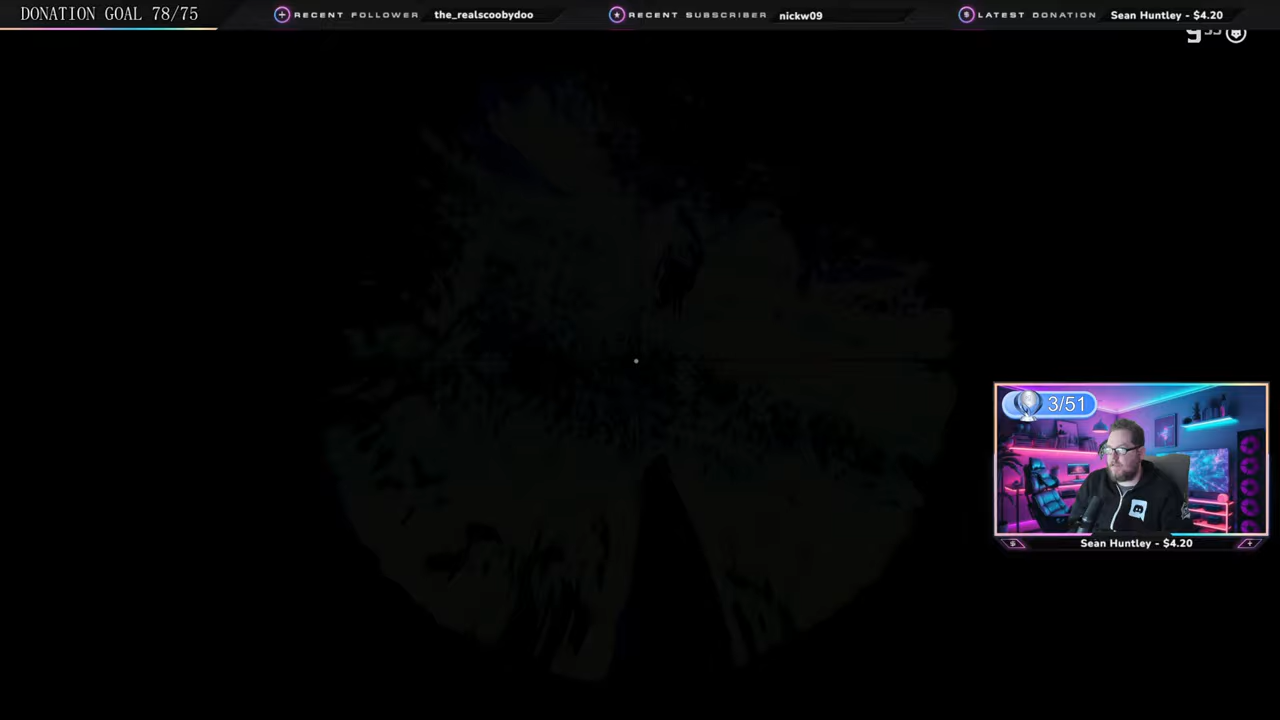 DONATION GOAL 78/75
RECENT FOLLOWER the_realscoobydoo
RECENT SUBSCRIBER nickw09
LATEST DONATION Sean Huntley - $4.20
3/51
Sean Huntley - $4.20